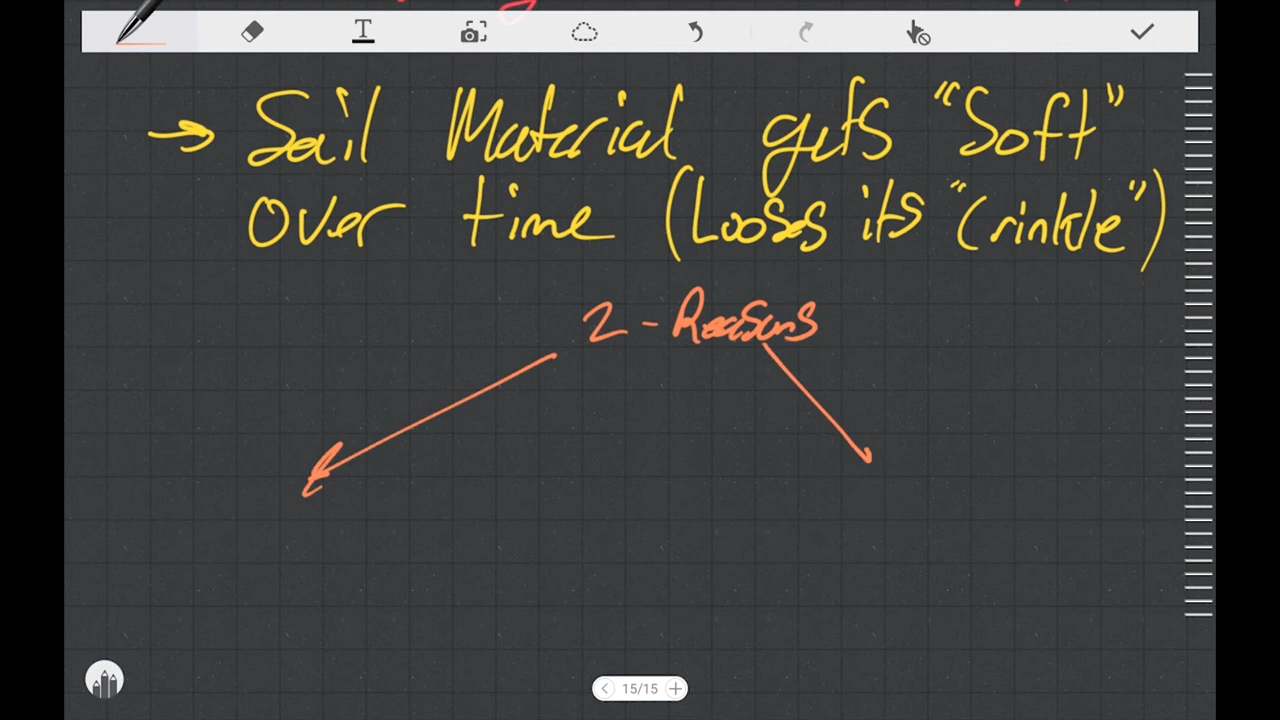 T
→ Sail Material gets "Soft"
Over time (Looses its "Crinkle")
2 - Reasons
15/15